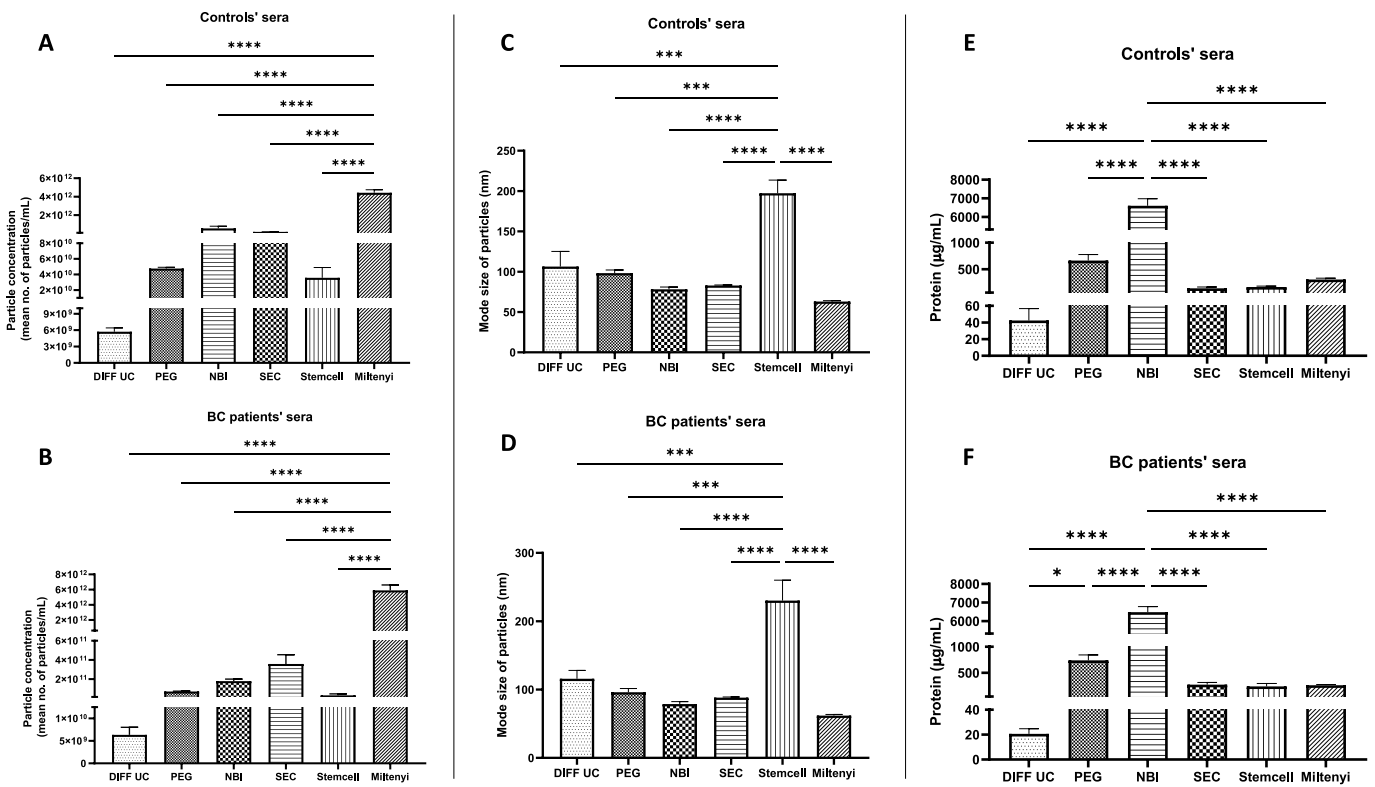 A
Controls' sera
****
****
****
****
****
Particle concentration
(mean no. of particles/mL)
6×10¹²
4×10¹²
2×10¹²
8×10¹⁰
6×10¹⁰
4×10¹⁰
2×10¹⁰
9×10⁹
6×10⁹
3×10⁹
0
DIFF UC PEG NBI SEC Stemcell Miltenyi
B
BC patients' sera
****
****
****
****
****
Particle concentration
(mean no. of particles/mL)
8×10¹²
6×10¹²
4×10¹²
2×10¹²
6×10¹¹
4×10¹¹
2×10¹¹
1×10¹⁰
5×10⁹
0
DIFF UC PEG NBI SEC Stemcell Miltenyi
C
Controls' sera
***
***
****
**** ****
Mode size of particles (nm)
250
200
150
100
50
0
DIFF UC PEG NBI SEC Stemcell Miltenyi
D
BC patients' sera
***
***
****
**** ****
Mode size of particles (nm)
300
200
100
0
DIFF UC PEG NBI SEC Stemcell Miltenyi
E
Controls' sera
****
**** ****
**** ****
Protein (µg/mL)
8000
6000
1000
500
60
40
20
0
DIFF UC PEG NBI SEC Stemcell Miltenyi
F
BC patients' sera
****
**** ****
* **** ****
Protein (µg/mL)
8000
7000
6000
1000
500
40
20
0
DIFF UC PEG NBI SEC Stemcell Miltenyi